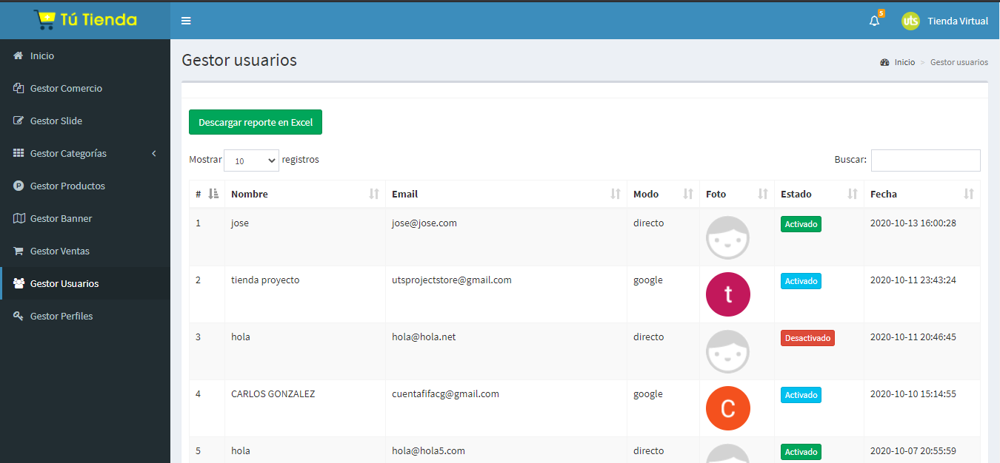 Tú Tienda
5
uts
Tienda Virtual
Inicio
Gestor Comercio
Gestor Slide
Gestor Categorías
Gestor Productos
Gestor Banner
Gestor Ventas
Gestor Usuarios
Gestor Perfiles
Gestor usuarios
Inicio > Gestor usuarios
Descargar reporte en Excel
Mostrar 10 registros
Buscar:
# Nombre Email Modo Foto Estado Fecha
1 jose jose@jose.com directo Activado 2020-10-13 16:00:28
2 tienda proyecto utsprojectstore@gmail.com google t Activado 2020-10-11 23:43:24
3 hola hola@hola.net directo Desactivado 2020-10-11 20:46:45
4 CARLOS GONZALEZ cuentafifacg@gmail.com google C Activado 2020-10-10 15:14:55
5 hola hola@hola5.com directo Activado 2020-10-07 20:55:59